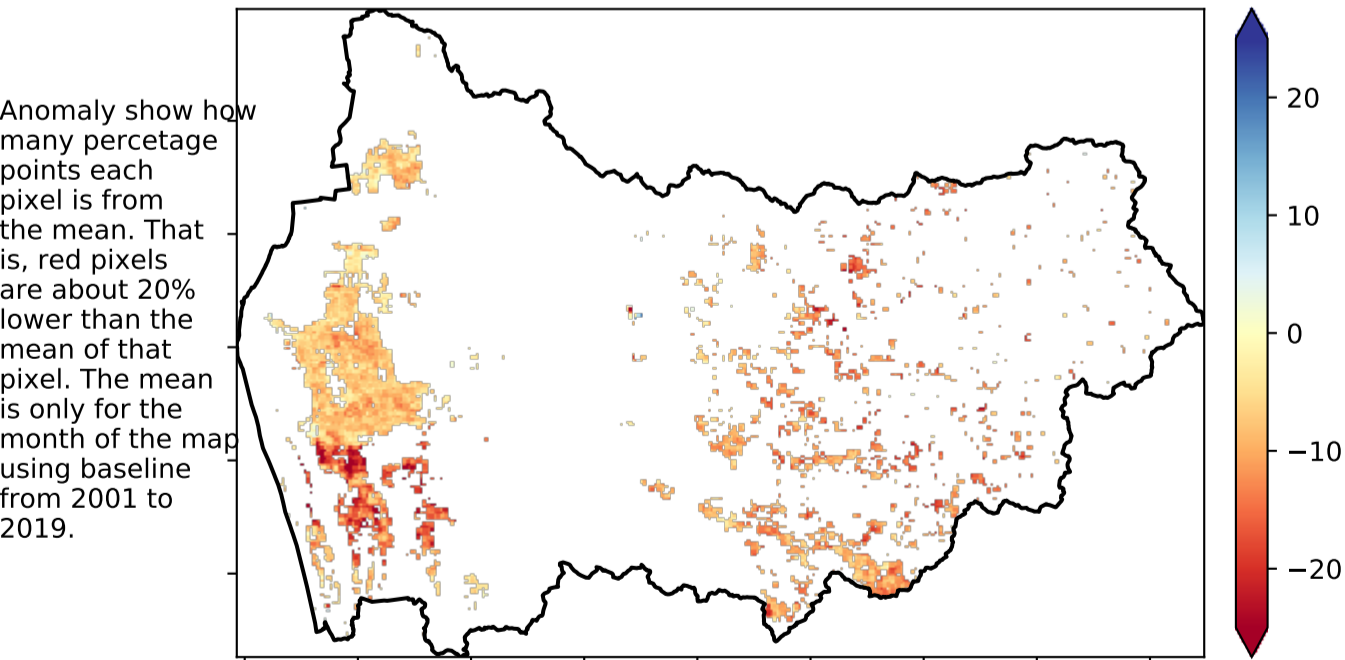 Anomaly show how
many percetage
points each
pixel is from
the mean. That
is, red pixels
are about 20%
lower than the
mean of that
pixel. The mean
is only for the
month of the map
using baseline
from 2001 to
2019.
20
10
0
−10
−20